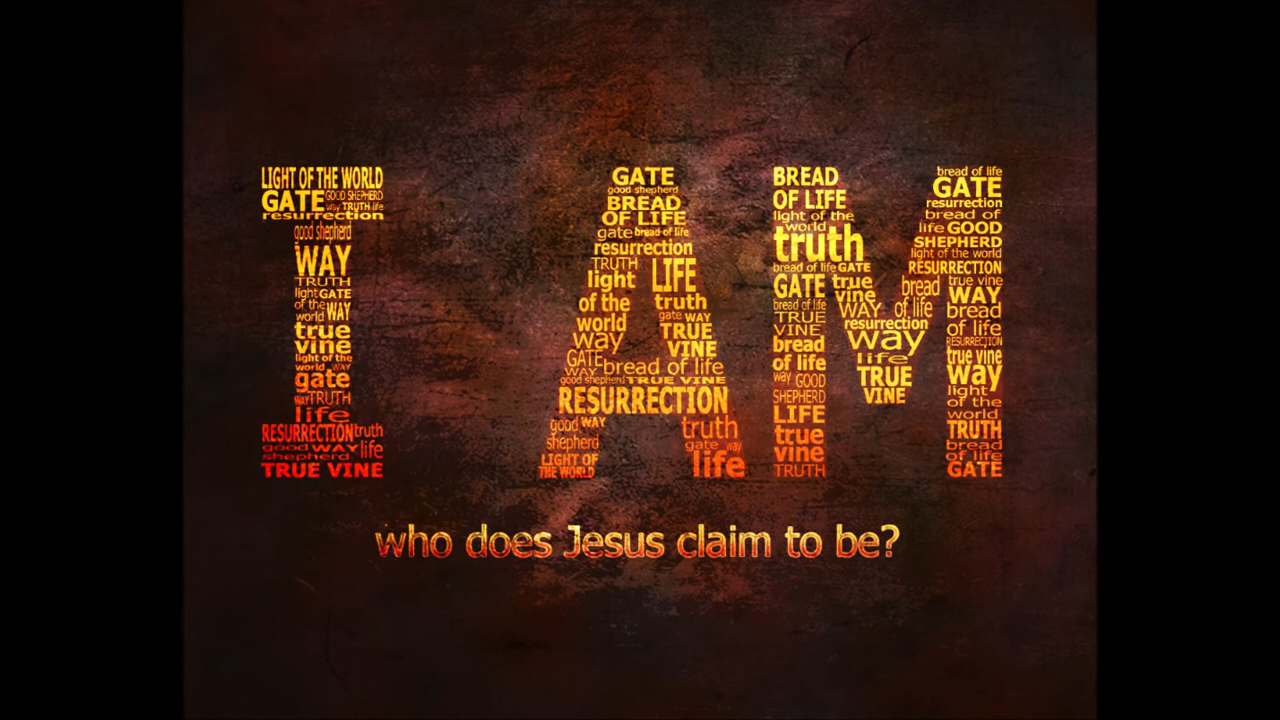 LIGHT OF THE WORLD
GATE GOOD SHEPHERD
way TRUTH life
resurrection
good shepherd
WAY
TRUTH
light GATE
of the WAY
world
true
vine
light of the
world WAY
gate
WAY TRUTH
life
RESURRECTION truth
good WAY life
shepherd
TRUE VINE
GATE
good shepherd
BREAD
OF LIFE
gate bread of life
resurrection
TRUTH LIFE
light
of the truth
gate WAY
world TRUE
way VINE
GATE bread of life
WAY
good shepherd TRUE VINE
RESURRECTION
good WAY truth
shepherd gate way
LIGHT OF life
THE WORLD
BREAD
OF LIFE
light of the
world
truth
bread of life GATE
GATE true
vine
bread of life WAY
TRUE
VINE
bread
of life
way GOOD
SHEPHERD
LIFE
true
vine
TRUTH
resurrection
way
life
TRUE
VINE
bread of life
GATE
resurrection
bread of
life GOOD
SHEPHERD
light of the world
RESURRECTION
bread true vine
of life WAY
bread
of life
RESURRECTION
true vine
way
light
of the
world
TRUTH
bread
of life
GATE
who does Jesus claim to be?